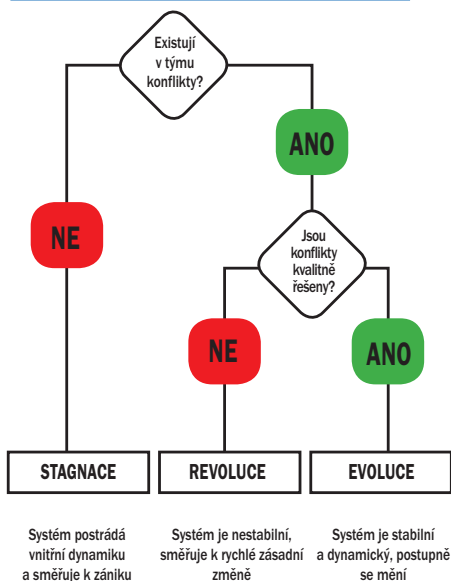 Existují
v týmu
konflikty?
ANO
NE
Jsou
konflikty
kvalitně
řešeny?
NE
ANO
STAGNACE
REVOLUCE
EVOLUCE
Systém postrádá
vnitřní dynamiku
a směřuje k zániku
Systém je nestabilní,
směřuje k rychlé zásadní
změně
Systém je stabilní
a dynamický, postupně
se mění